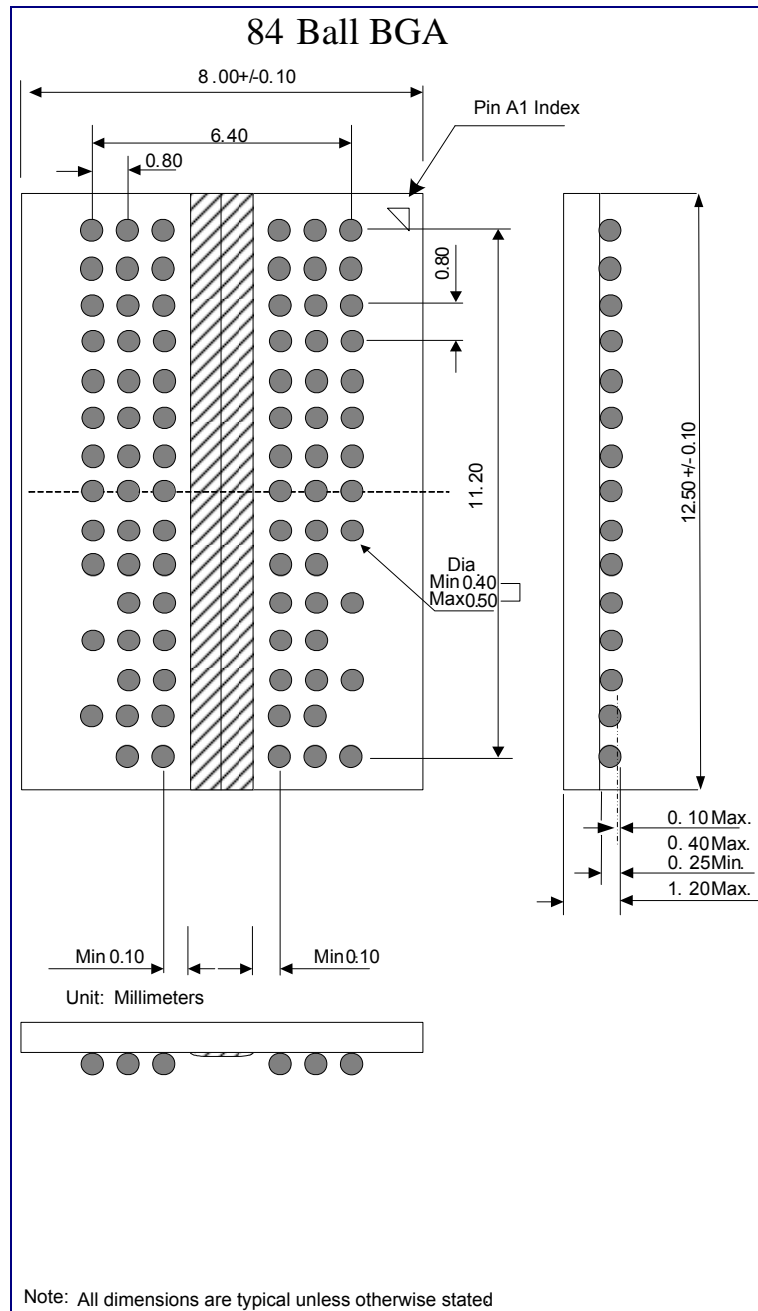 84 Ball BGA
8.00+/-0.10
Pin A1 Index
6.40
0.80
0.80
11.20
12.50 +/- 0.10
Dia
Min 0.40
Max0.50
0. 10 Max.
0. 40 Max.
0. 25 Min.
1. 20 Max.
Min 0.10
Min 0.10
Unit: Millimeters
Note: All dimensions are typical unless otherwise stated